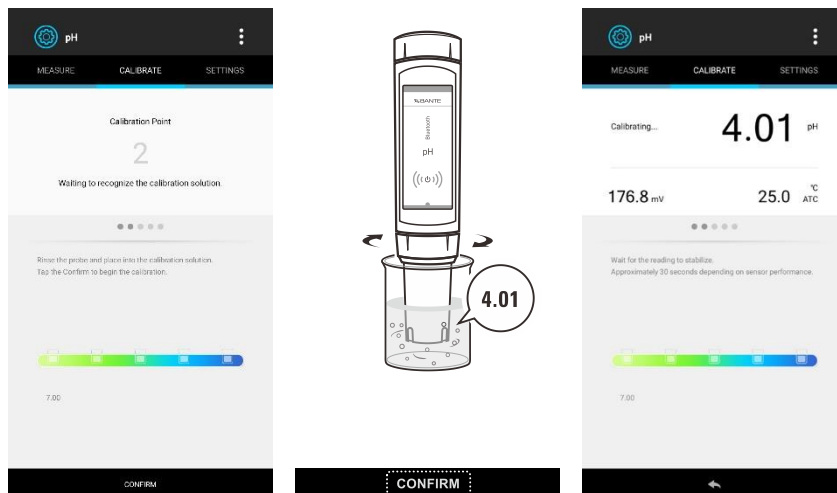 pH
MEASURE CALIBRATE SETTINGS
Calibration Point
2
Waiting to recognize the calibration solution
Rinse the probe and place into the calibration solution.
Tap the Confirm to begin the calibration.
7.00
CONFIRM
BANTE
Bluetooth
pH
4.01
CONFIRM
pH
MEASURE CALIBRATE SETTINGS
Calibrating... 4.01 pH
176.8 mV 25.0 °C
ATC
Wait for the reading to stabilize.
Approximately 30 seconds depending on sensor performance.
7.00